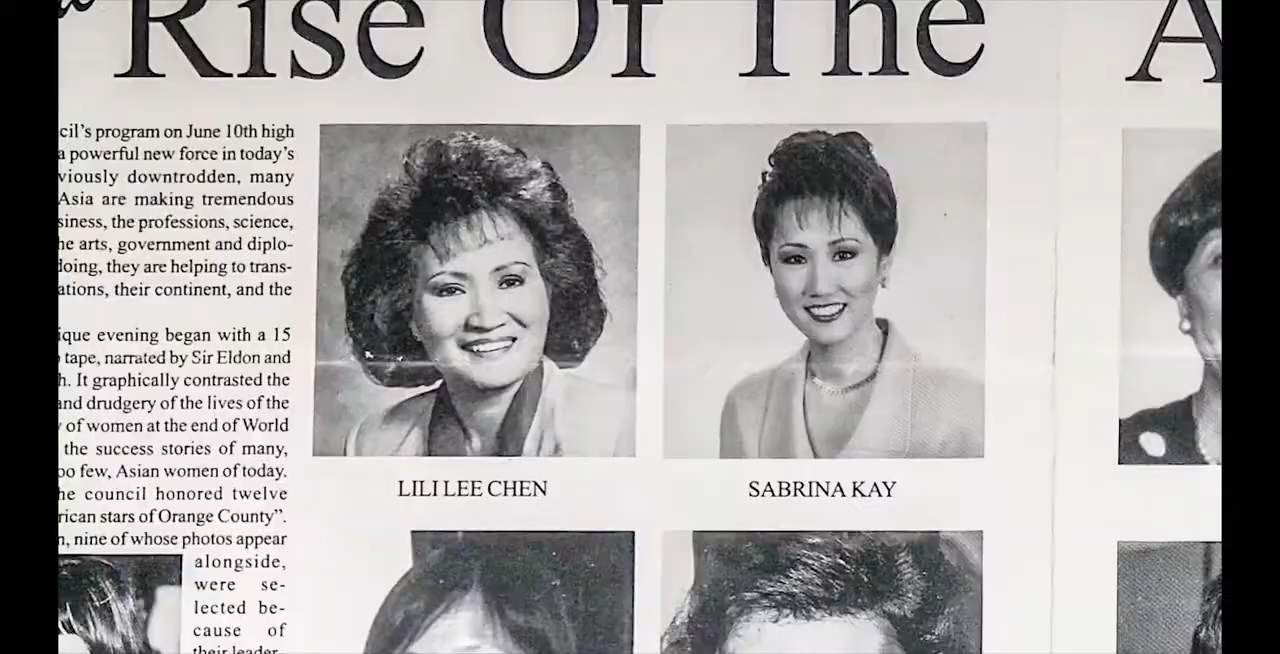 Rise Of The A
cil's program on June 10th high
a powerful new force in today's
viously downtrodden, many
Asia are making tremendous
siness, the professions, science,
he arts, government and diplo-
doing, they are helping to trans-
ations, their continent, and the
ique evening began with a 15
tape, narrated by Sir Eldon and
h. It graphically contrasted the
and drudgery of the lives of the
of women at the end of World
the success stories of many,
oo few, Asian women of today.
he council honored twelve
rican stars of Orange County".
n, nine of whose photos appear
alongside,
were se-
lected be-
cause of
their leader-
LILI LEE CHEN
SABRINA KAY